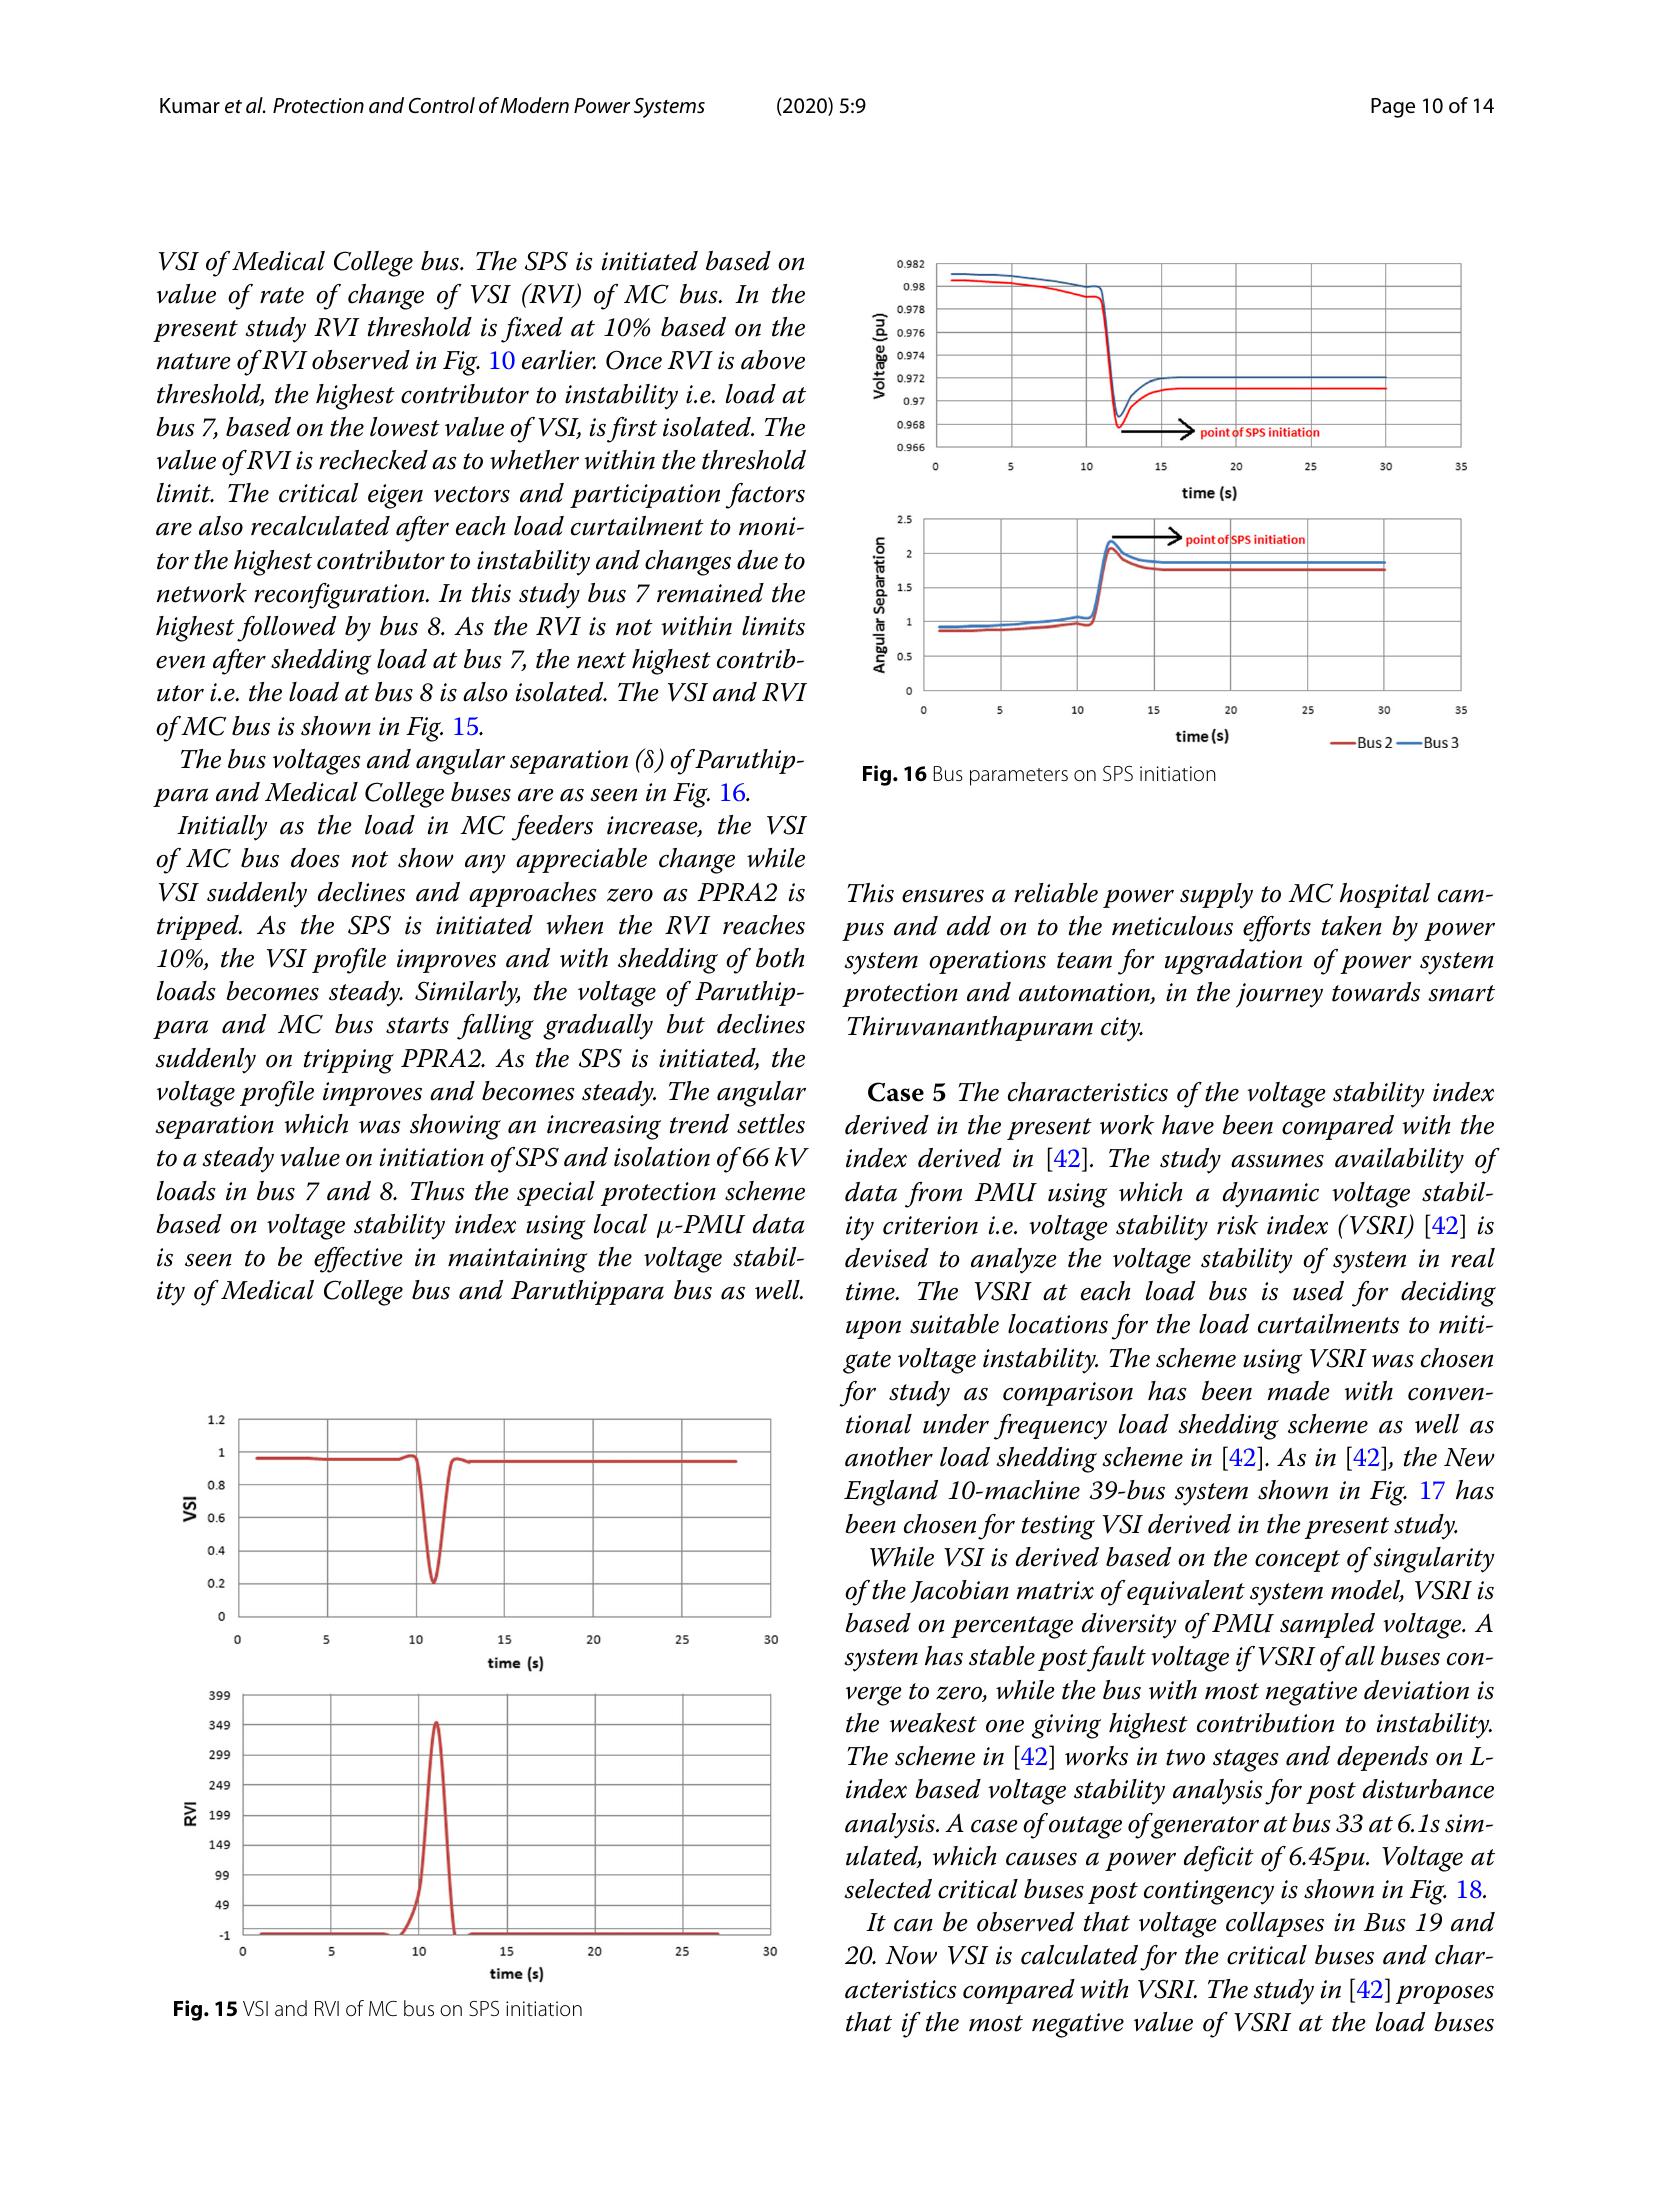 Kumar et al. Protection and Control of Modern Power Systems (2020) 5:9 Page 10 of 14
VSI of Medical College bus. The SPS is initiated based on
value of rate of change of VSI (RVI) of MC bus. In the
present study RVI threshold is fixed at 10% based on the
nature of RVI observed in Fig. 10 earlier. Once RVI is above
threshold, the highest contributor to instability i.e. load at
bus 7, based on the lowest value of VSI, is first isolated. The
value of RVI is rechecked as to whether within the threshold
limit. The critical eigen vectors and participation factors
are also recalculated after each load curtailment to moni-
tor the highest contributor to instability and changes due to
network reconfiguration. In this study bus 7 remained the
highest followed by bus 8. As the RVI is not within limits
even after shedding load at bus 7, the next highest contrib-
utor i.e. the load at bus 8 is also isolated. The VSI and RVI
of MC bus is shown in Fig. 15.
The bus voltages and angular separation (δ) of Paruthip-
para and Medical College buses are as seen in Fig. 16.
Initially as the load in MC feeders increase, the VSI
of MC bus does not show any appreciable change while
VSI suddenly declines and approaches zero as PPRA2 is
tripped. As the SPS is initiated when the RVI reaches
10%, the VSI profile improves and with shedding of both
loads becomes steady. Similarly, the voltage of Paruthip-
para and MC bus starts falling gradually but declines
suddenly on tripping PPRA2. As the SPS is initiated, the
voltage profile improves and becomes steady. The angular
separation which was showing an increasing trend settles
to a steady value on initiation of SPS and isolation of 66 kV
loads in bus 7 and 8. Thus the special protection scheme
based on voltage stability index using local μ-PMU data
is seen to be effective in maintaining the voltage stabil-
ity of Medical College bus and Paruthippara bus as well.
1.2
1
0.8
0.6
0.4
0.2
0
VSI
0 5 10 15 20 25 30
time (s)
399
349
299
249
199
149
99
49
-1
RVI
0 5 10 15 20 25 30
time (s)
Fig. 15 VSI and RVI of MC bus on SPS initiation
0.982
0.98
0.978
0.976
0.974
0.972
0.97
0.968
0.966
Voltage (pu)
point of SPS initiation
0 5 10 15 20 25 30 35
time (s)
2.5
2
1.5
1
0.5
0
Angular Separation
point of SPS initiation
0 5 10 15 20 25 30 35
time (s)
Bus 2 Bus 3
Fig. 16 Bus parameters on SPS initiation
This ensures a reliable power supply to MC hospital cam-
pus and add on to the meticulous efforts taken by power
system operations team for upgradation of power system
protection and automation, in the journey towards smart
Thiruvananthapuram city.
Case 5 The characteristics of the voltage stability index
derived in the present work have been compared with the
index derived in [42]. The study assumes availability of
data from PMU using which a dynamic voltage stabil-
ity criterion i.e. voltage stability risk index (VSRI) [42] is
devised to analyze the voltage stability of system in real
time. The VSRI at each load bus is used for deciding
upon suitable locations for the load curtailments to miti-
gate voltage instability. The scheme using VSRI was chosen
for study as comparison has been made with conven-
tional under frequency load shedding scheme as well as
another load shedding scheme in [42]. As in [42], the New
England 10-machine 39-bus system shown in Fig. 17 has
been chosen for testing VSI derived in the present study.
While VSI is derived based on the concept of singularity
of the Jacobian matrix of equivalent system model, VSRI is
based on percentage diversity of PMU sampled voltage. A
system has stable post fault voltage if VSRI of all buses con-
verge to zero, while the bus with most negative deviation is
the weakest one giving highest contribution to instability.
The scheme in [42] works in two stages and depends on L-
index based voltage stability analysis for post disturbance
analysis. A case of outage of generator at bus 33 at 6.1s sim-
ulated, which causes a power deficit of 6.45pu. Voltage at
selected critical buses post contingency is shown in Fig. 18.
It can be observed that voltage collapses in Bus 19 and
20. Now VSI is calculated for the critical buses and char-
acteristics compared with VSRI. The study in [42] proposes
that if the most negative value of VSRI at the load buses